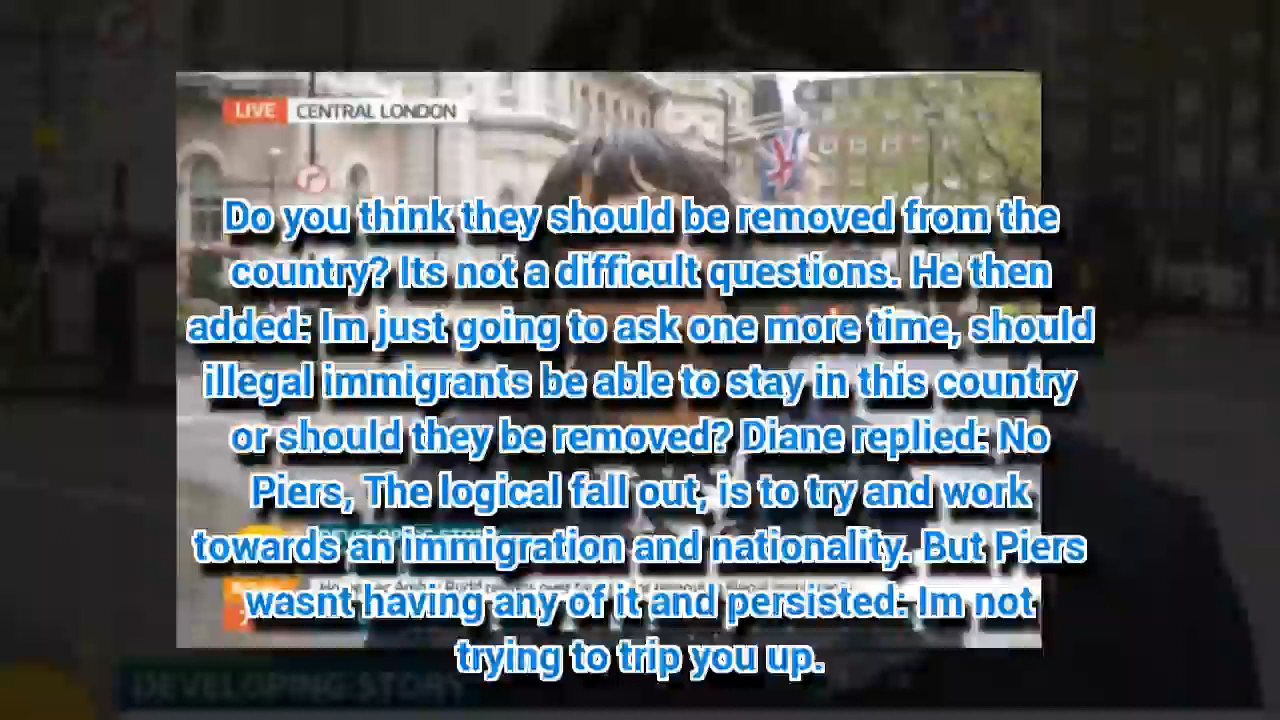 LIVE CENTRAL LONDON
Do you think they should be removed from the
country? Its not a difficult questions. He then
added: Im just going to ask one more time, should
illegal immigrants be able to stay in this country
or should they be removed? Diane replied: No
Piers, The logical fall out, is to try and work
towards an immigration and nationality. But Piers
wasnt having any of it and persisted: Im not
trying to trip you up.
DEVELOPING STORY
DEVELOPING STORY